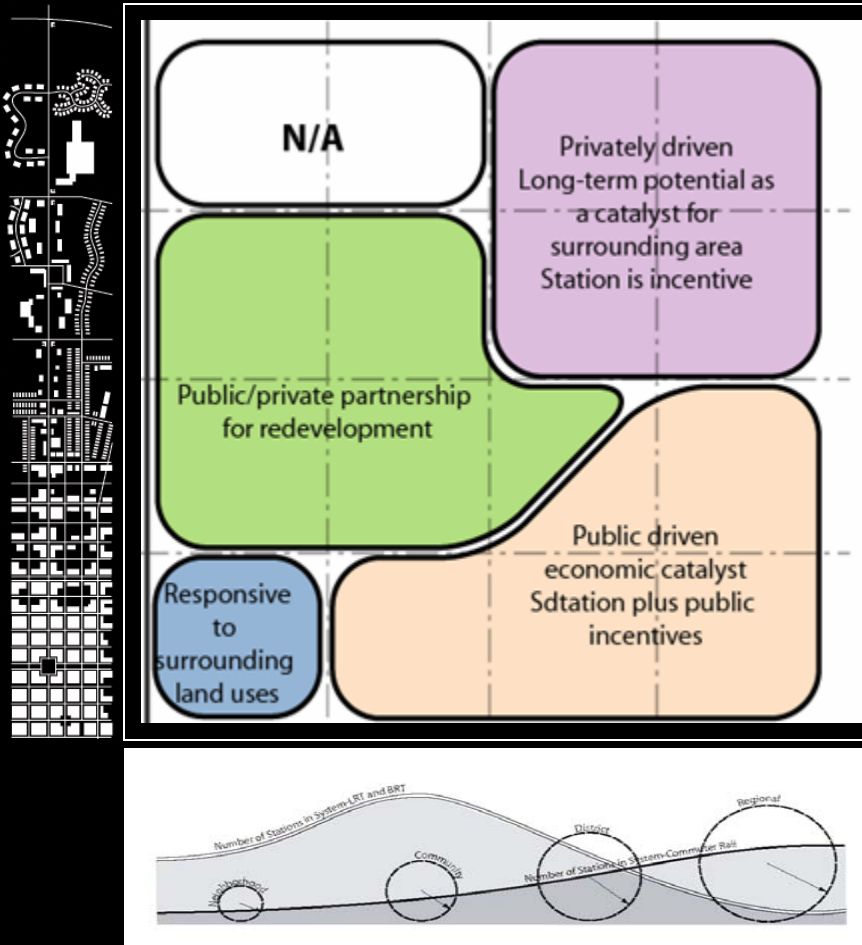 N/A
Privately driven
Long-term potential as
a catalyst for
surrounding area
Station is incentive
Public/private partnership
for redevelopment
Public driven
economic catalyst
Sdtation plus public
incentives
Responsive
to
surrounding
land uses
Number of Stations in System-LRT and BRT
Regional
District
Number of Stations in System-Commuter Rail
Community
Neighborhood